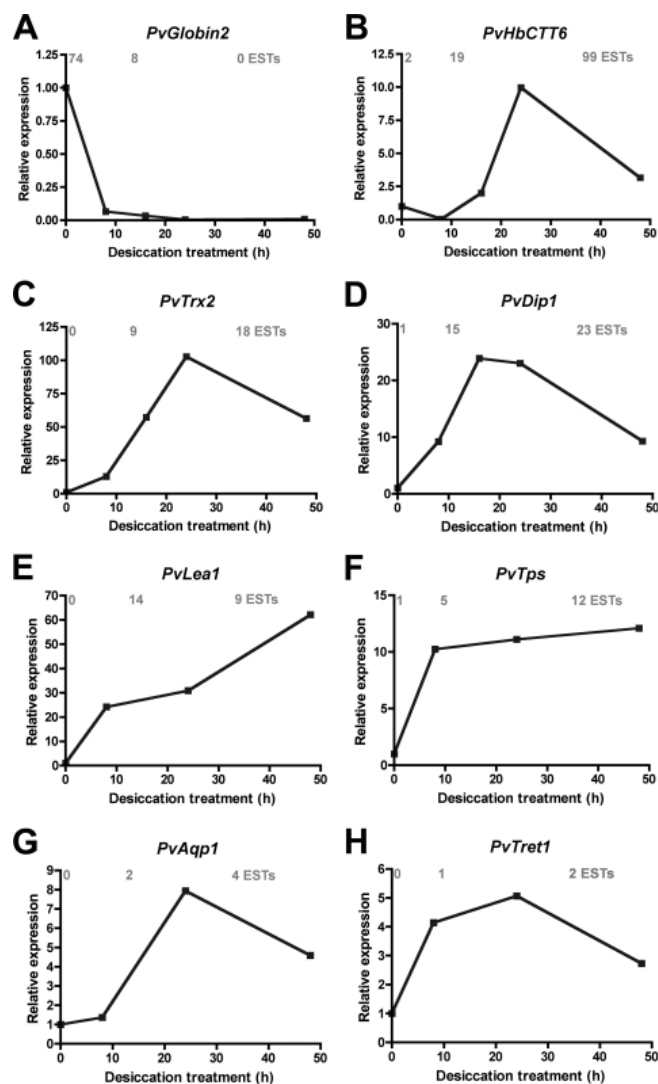 A
PvGlobin2
74 8 0 ESTs
Relative expression
1.25
1.00
0.75
0.50
0.25
0.00
0 10 20 30 40 50
Desiccation treatment (h)
B
PvHbCTT6
2 19 99 ESTs
Relative expression
12.5
10.0
7.5
5.0
2.5
0.0
0 10 20 30 40 50
Desiccation treatment (h)
C
PvTrx2
0 9 18 ESTs
Relative expression
125
100
75
50
25
0
0 10 20 30 40 50
Desiccation treatment (h)
D
PvDip1
1 15 23 ESTs
Relative expression
30
20
10
0
0 10 20 30 40 50
Desiccation treatment (h)
E
PvLea1
0 14 9 ESTs
Relative expression
70
60
50
40
30
20
10
0
0 10 20 30 40 50
Desiccation treatment (h)
F
PvTps
1 5 12 ESTs
Relative expression
15
10
5
0
0 10 20 30 40 50
Desiccation treatment (h)
G
PvAqp1
0 2 4 ESTs
Relative expression
9
8
7
6
5
4
3
2
1
0
0 10 20 30 40 50
Desiccation treatment (h)
H
PvTret1
0 1 2 ESTs
Relative expression
6
5
4
3
2
1
0
0 10 20 30 40 50
Desiccation treatment (h)